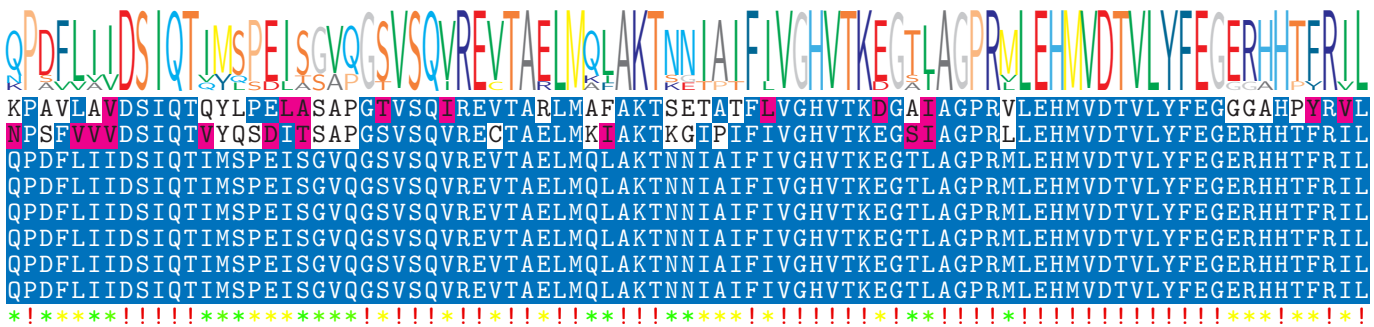 QPDFLIIDSIQTIMSPEISGVQGSVSQVREVTAELMQLAKTNNIAIFIVGHVTKEGTLAGPRMLEHMVDTVLYFEGERHHTFRIL
KPAVLAVDSIQTQYLPELASAPGTVSQIREVTARLMAFAKTSETATFLVGHVTKDGAIAGPRVLEHMVDTVLYFEGGGAHPYRVL
NPSFVVVDSIQTVYQSDITSAPGSVSQVRECTAELMKIAKTKGIPIFIVGHVTKEGSIAGPRLLEHMVDTVLYFEGERHHTFRIL
QPDFLIIDSIQTIMSPEISGVQGSVSQVREVTAELMQLAKTNNIAIFIVGHVTKEGTLAGPRMLEHMVDTVLYFEGERHHTFRIL
QPDFLIIDSIQTIMSPEISGVQGSVSQVREVTAELMQLAKTNNIAIFIVGHVTKEGTLAGPRMLEHMVDTVLYFEGERHHTFRIL
QPDFLIIDSIQTIMSPEISGVQGSVSQVREVTAELMQLAKTNNIAIFIVGHVTKEGTLAGPRMLEHMVDTVLYFEGERHHTFRIL
QPDFLIIDSIQTIMSPEISGVQGSVSQVREVTAELMQLAKTNNIAIFIVGHVTKEGTLAGPRMLEHMVDTVLYFEGERHHTFRIL
QPDFLIIDSIQTIMSPEISGVQGSVSQVREVTAELMQLAKTNNIAIFIVGHVTKEGTLAGPRMLEHMVDTVLYFEGERHHTFRIL
QPDFLIIDSIQTIMSPEISGVQGSVSQVREVTAELMQLAKTNNIAIFIVGHVTKEGTLAGPRMLEHMVDTVLYFEGERHHTFRIL
*!*****!!!!!**********!*!!!*!!*!!*!!**!!!*****!*!!!!!!*!**!!!!*!!!!!!!!!!!!!***!**!*!